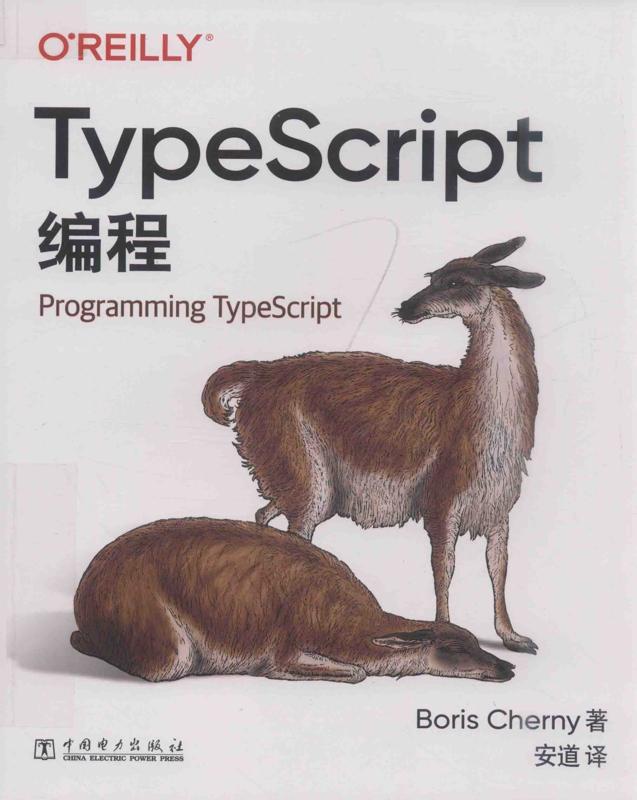 O'REILLY®
TypeScript
编程
Programming TypeScript
Boris Cherny 著
安道 译
中国电力出版社
CHINA ELECTRIC POWER PRESS